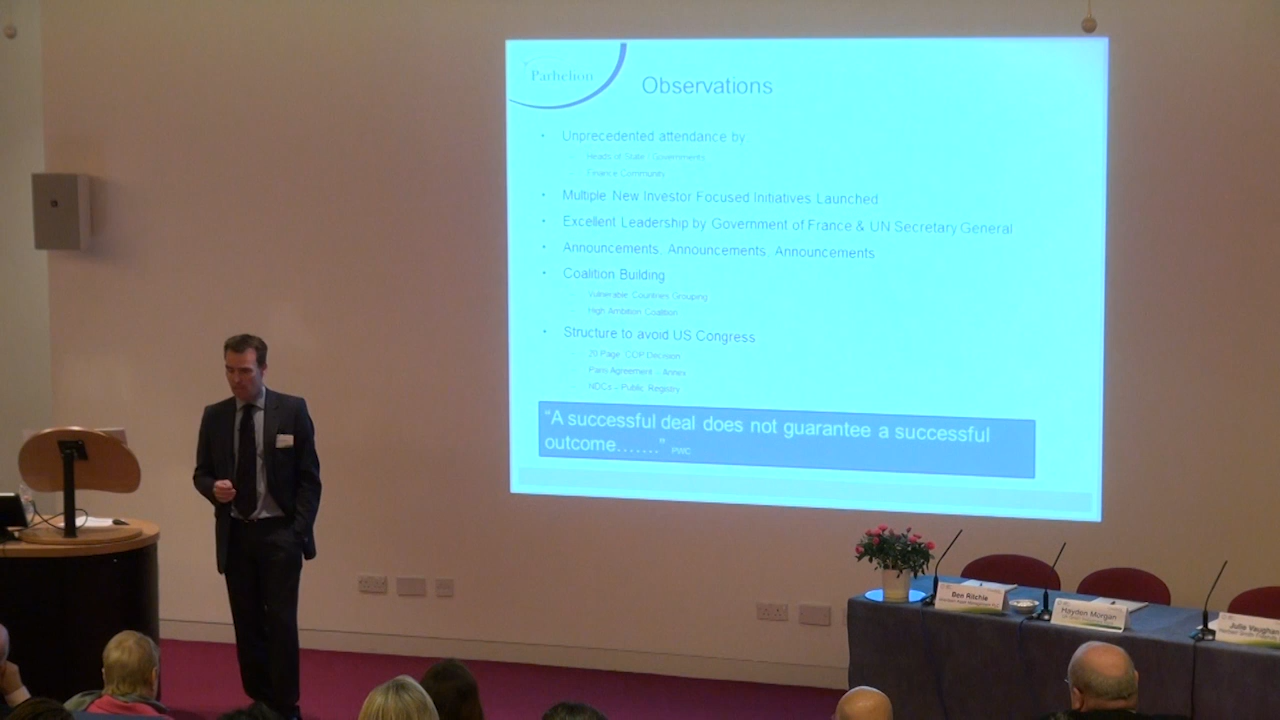 Parhelion
Observations
• Unprecedented attendance by
– Heads of State / Governments
– Finance Community
• Multiple New Investor Focused Initiatives Launched
• Excellent Leadership by Government of France & UN Secretary General
• Announcements, Announcements, Announcements
• Coalition Building
– Vulnerable Countries Grouping
– High Ambition Coalition
• Structure to avoid US Congress
– 20 Page COP Decision
– Paris Agreement - Annex
– NDCs - Public Registry
“A successful deal does not guarantee a successful
outcome.......” PWC
Ben Ritchie
Hayden Morgan
Julie Vaughan